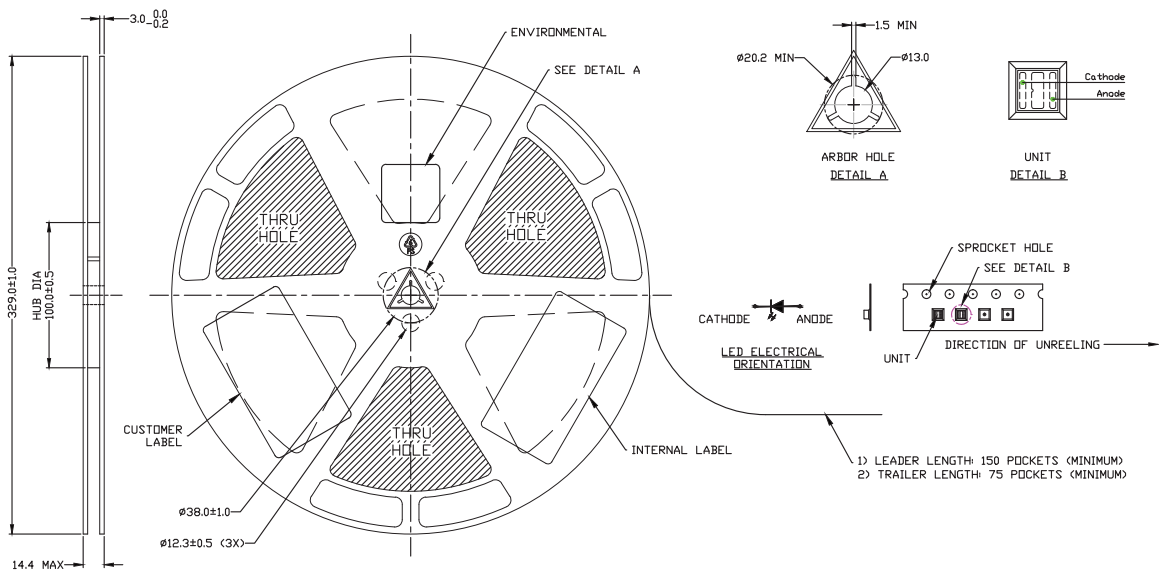 3.0 0.0
-0.2
ENVIRONMENTAL
SEE DETAIL A
1.5 MIN
Ø20.2 MIN
Ø13.0
Cathode
Anode
ARBOR HOLE
DETAIL A
UNIT
DETAIL B
THRU
HOLE
THRU
HOLE
PS
329.0±1.0
HUB DIA
100.0±0.5
SPROCKET HOLE
SEE DETAIL B
CATHODE
ANODE
LED ELECTRICAL
ORIENTATION
UNIT
DIRECTION OF UNREELING
CUSTOMER
LABEL
THRU
HOLE
INTERNAL LABEL
1) LEADER LENGTH: 150 POCKETS (MINIMUM)
2) TRAILER LENGTH: 75 POCKETS (MINIMUM)
Ø38.0±1.0
Ø12.3±0.5 (3X)
14.4 MAX